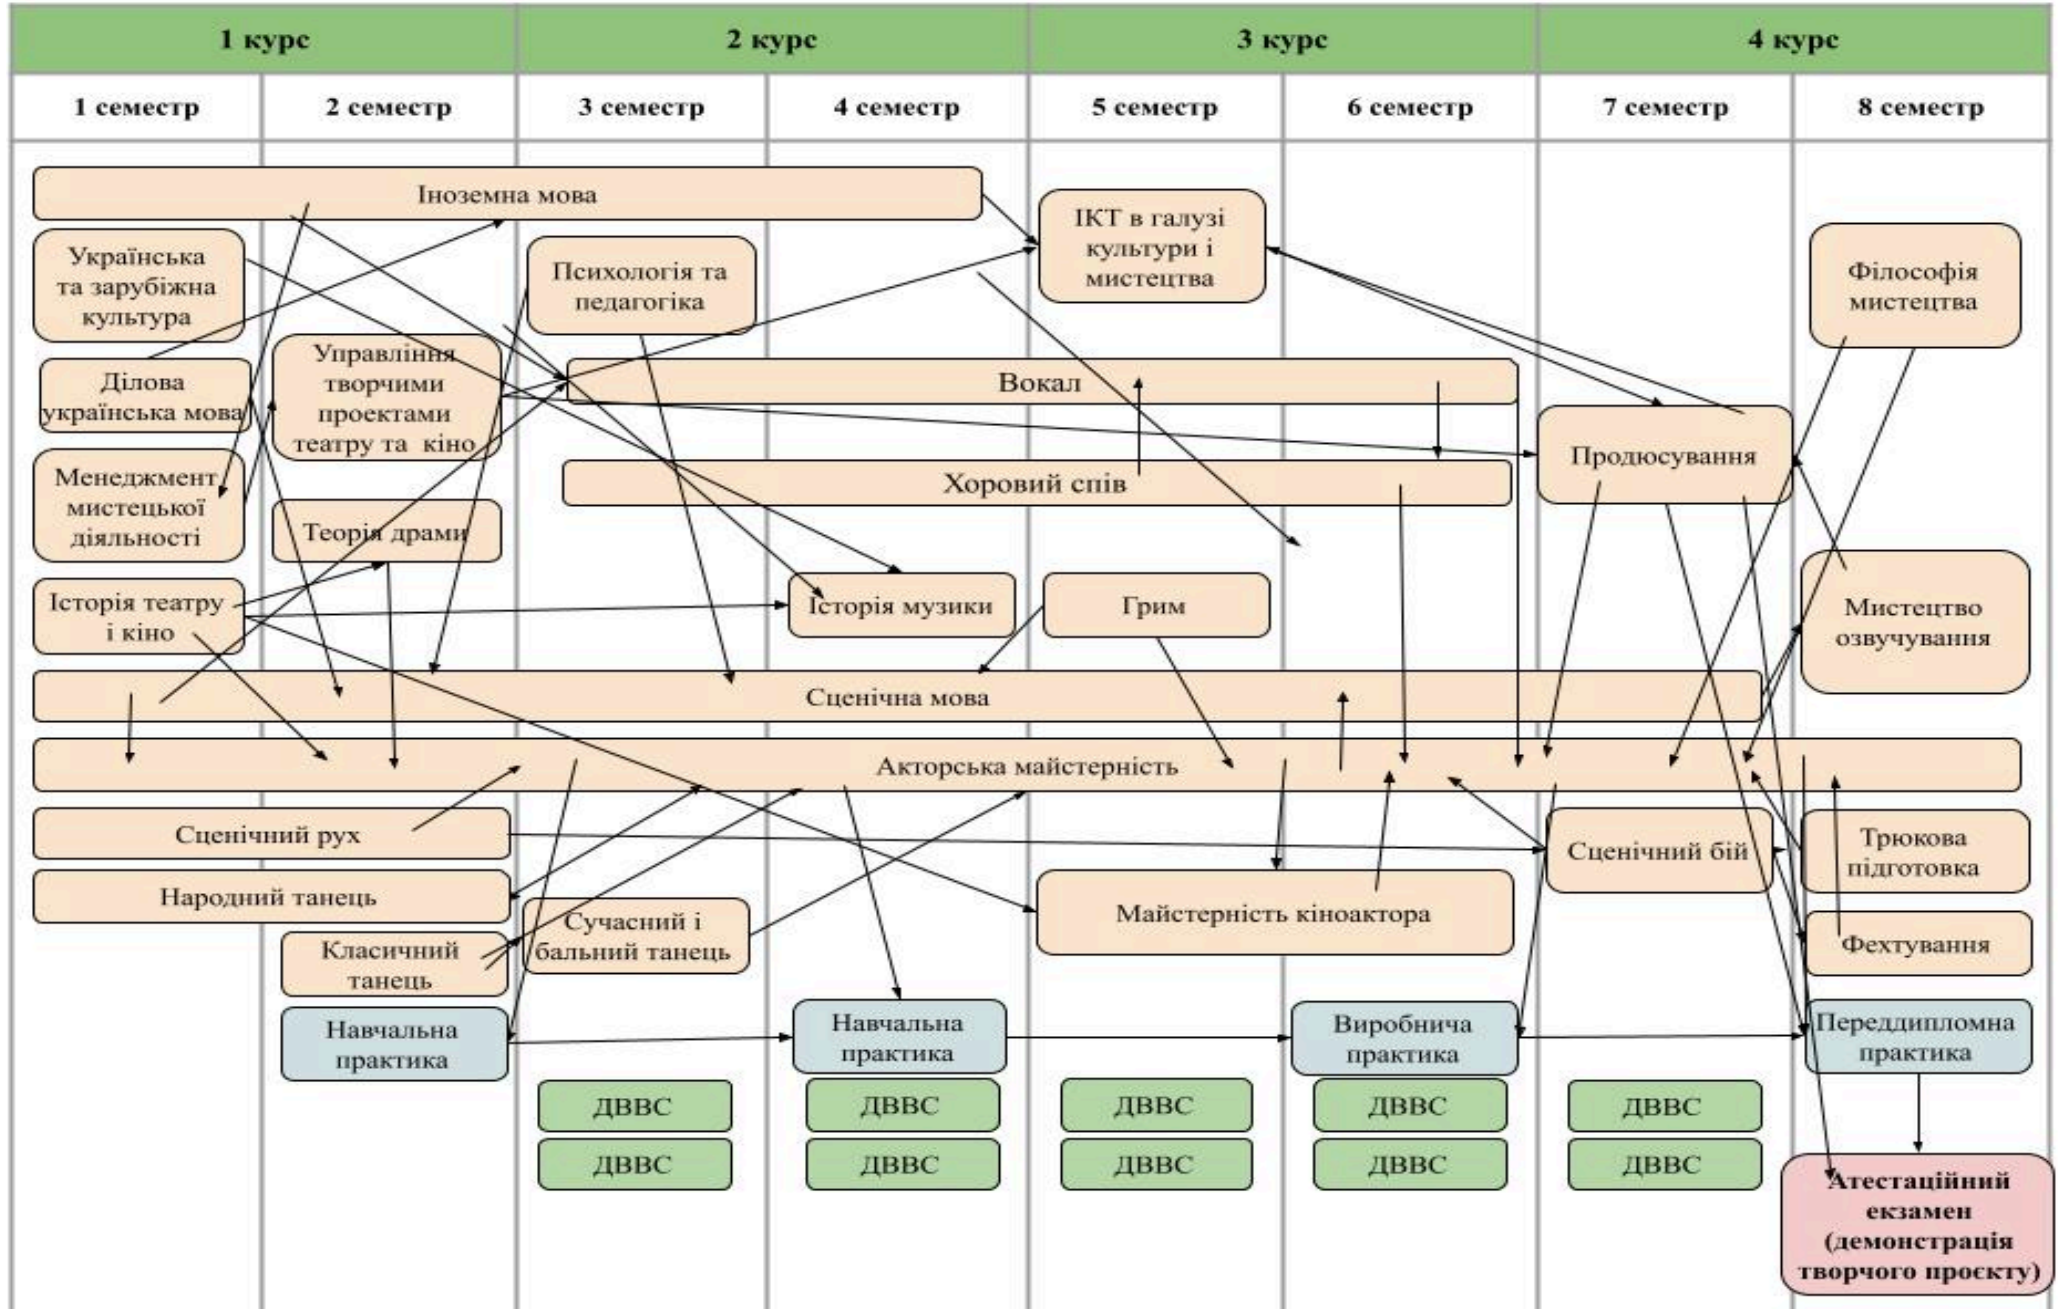 1 курс
2 курс
3 курс
4 курс
1 семестр
2 семестр
3 семестр
4 семестр
5 семестр
6 семестр
7 семестр
8 семестр
Іноземна мова
ІКТ в галузі
культури і
мистецтва
Українська
та зарубіжна
культура
Психологія та
педагогіка
Філософія
мистецтва
Ділова
українська мова
Управління
творчими
проектами
театру та кіно
Вокал
Менеджмент
мистецької
діяльності
Продюсування
Хоровий спів
Теорія драми
Історія театру
і кіно
Історія музики
Грим
Мистецтво
озвучування
Сценічна мова
Акторська майстерність
Сценічний рух
Сценічний бій
Трюкова
підготовка
Народний танець
Майстерність кіноактора
Сучасний і
бальний танець
Класичний
танець
Фехтування
Навчальна
практика
Навчальна
практика
Виробнича
практика
Переддипломна
практика
ДВВС
ДВВС
ДВВС
ДВВС
ДВВС
ДВВС
ДВВС
ДВВС
ДВВС
ДВВС
Атестаційний
екзамен
(демонстрація
творчого проєкту)